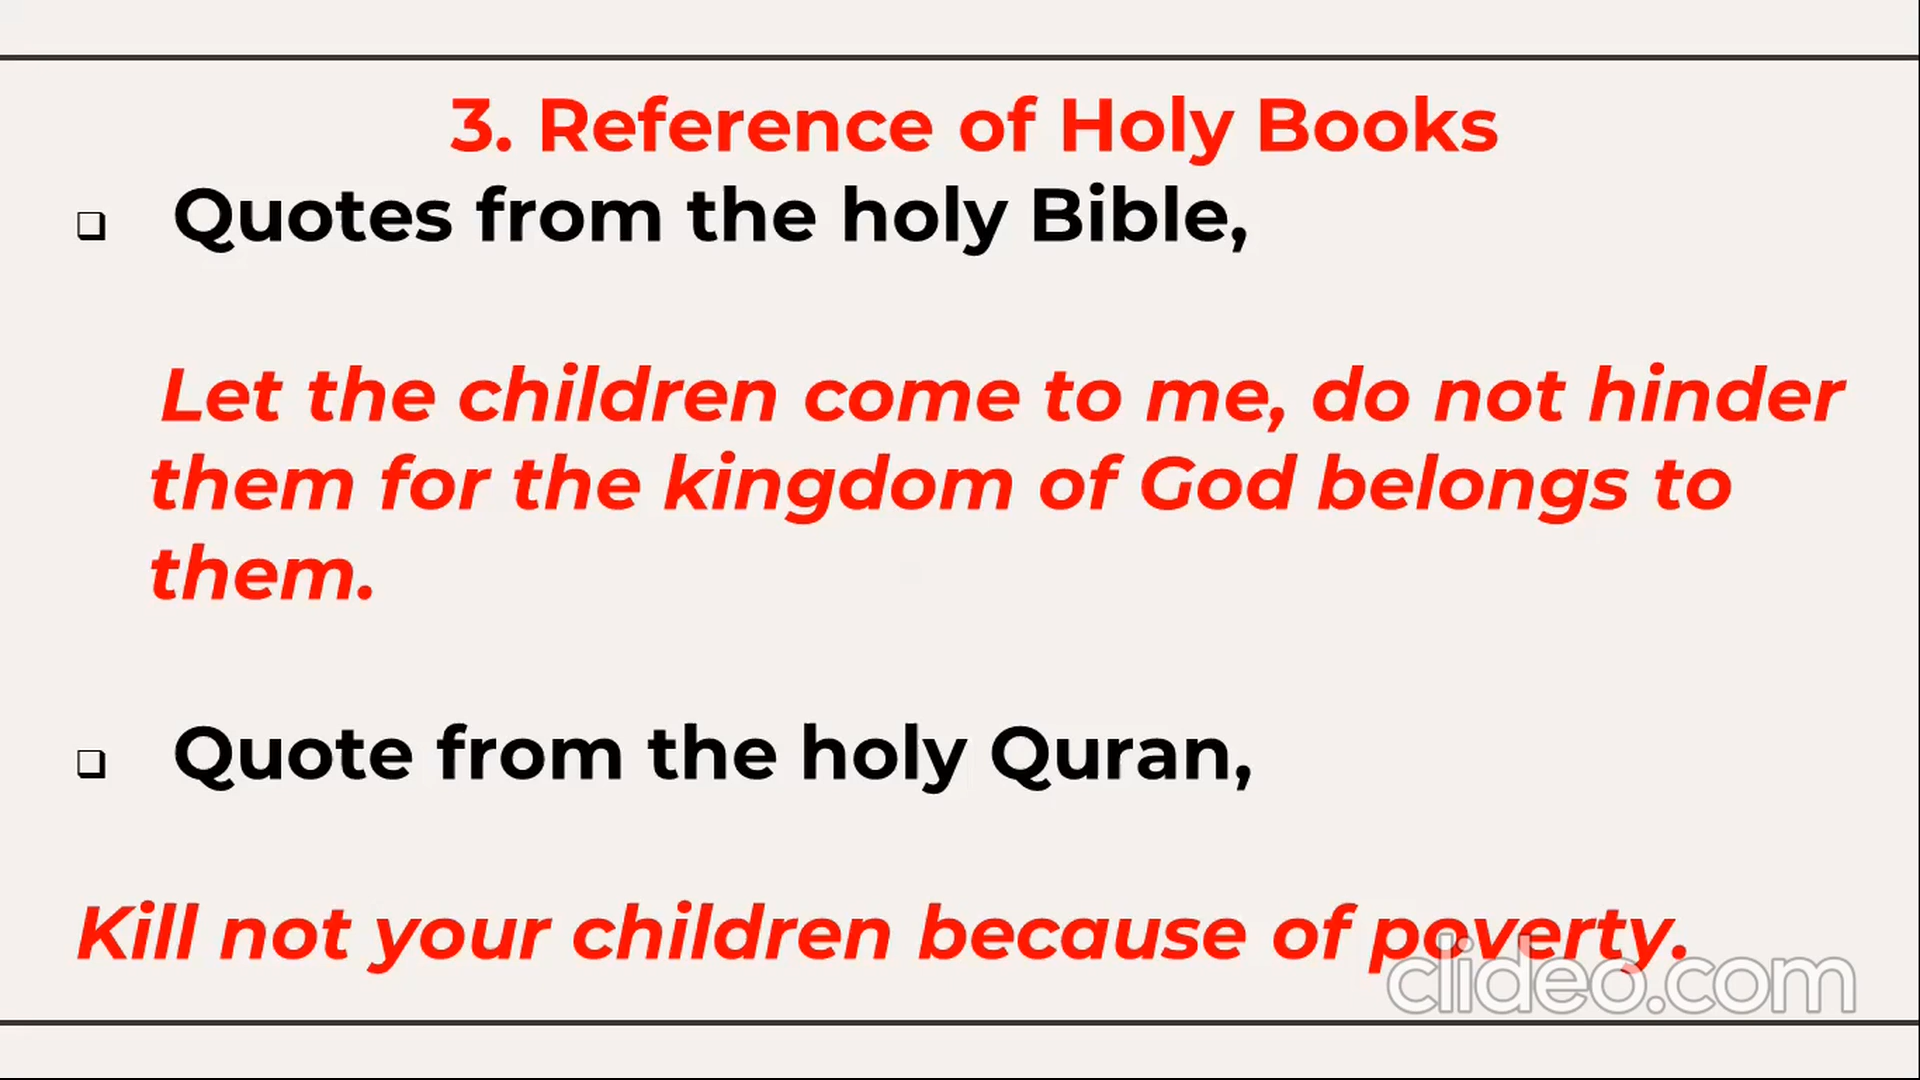 3. Reference of Holy Books
❑ Quotes from the holy Bible,
Let the children come to me, do not hinder
them for the kingdom of God belongs to
them.
❑ Quote from the holy Quran,
Kill not your children because of poverty.
clideo.com